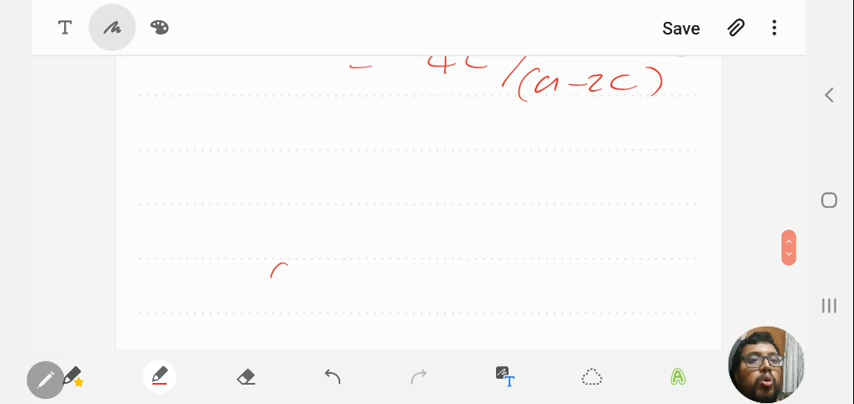 T Save
= 4c/(a-2c)